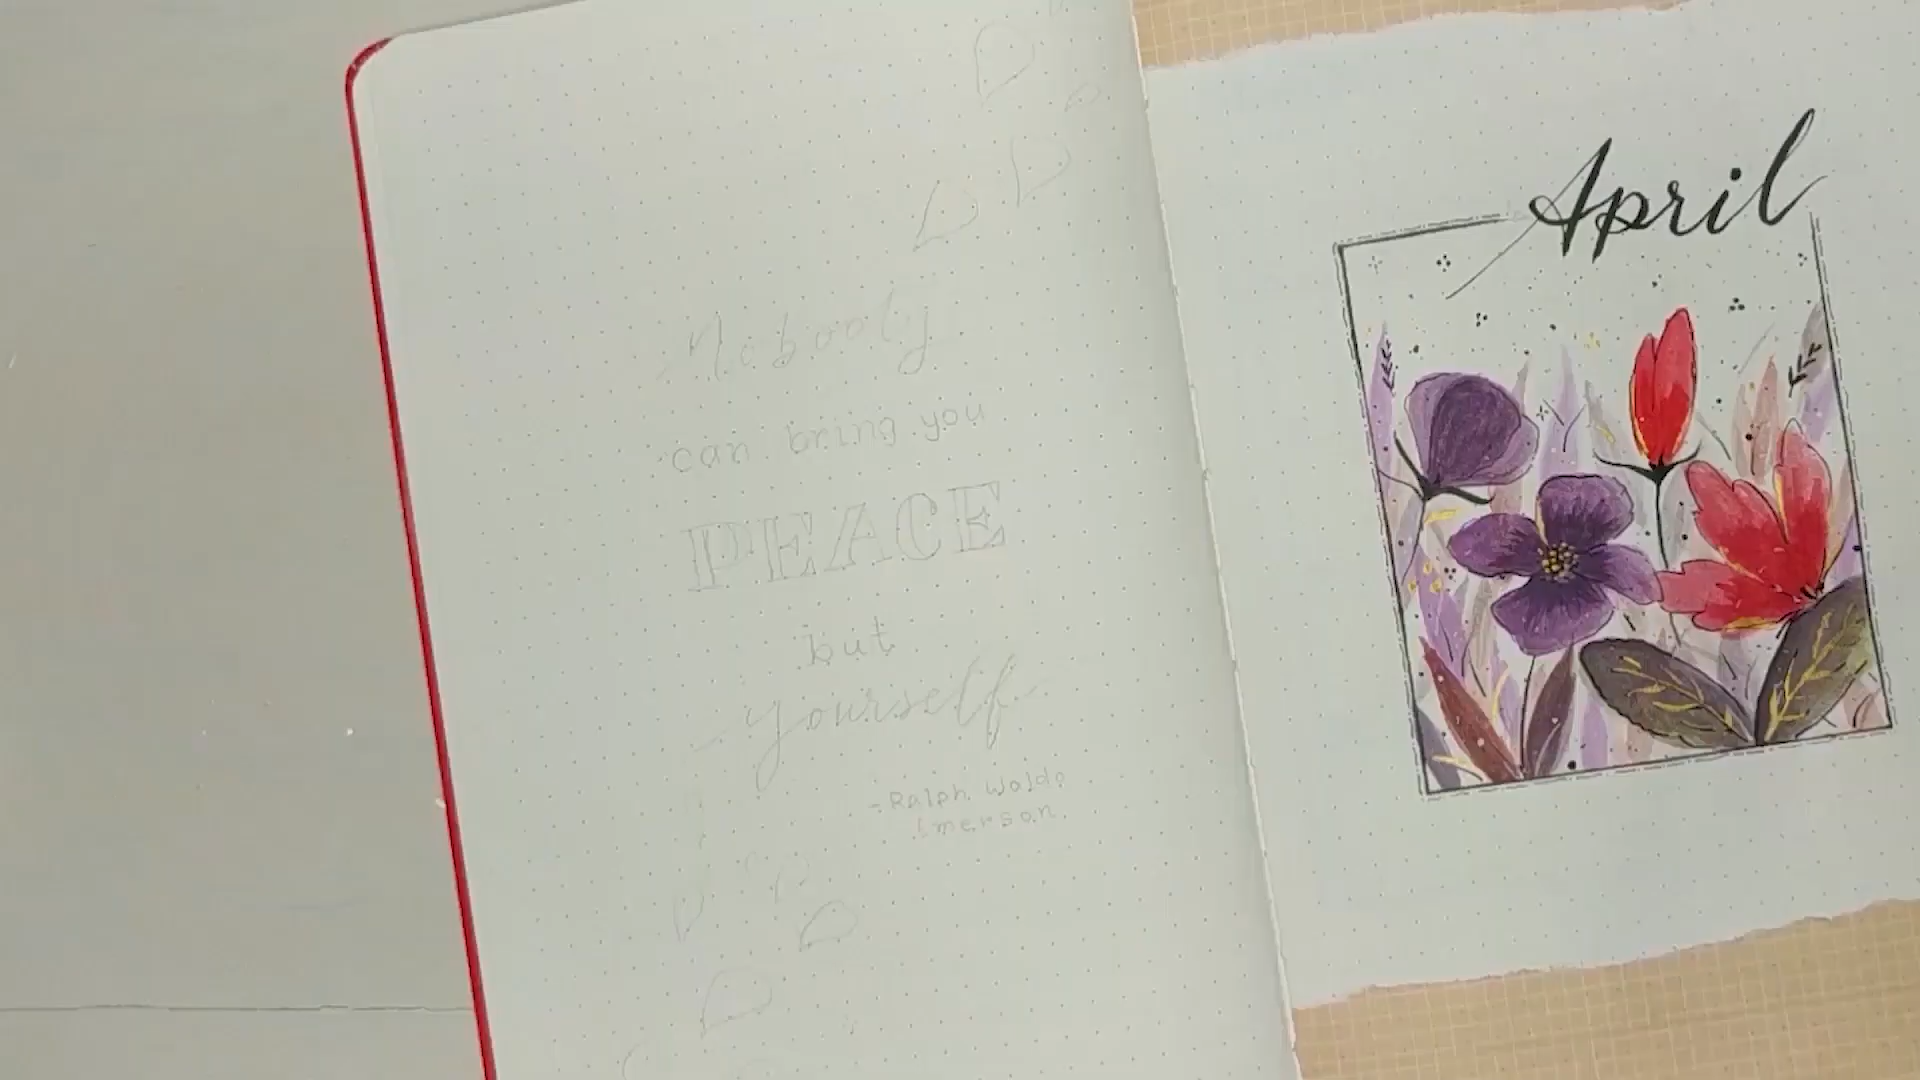 Nobody
can bring you
PEACE
but
yourself
-Ralph Waldo
Emerson
April